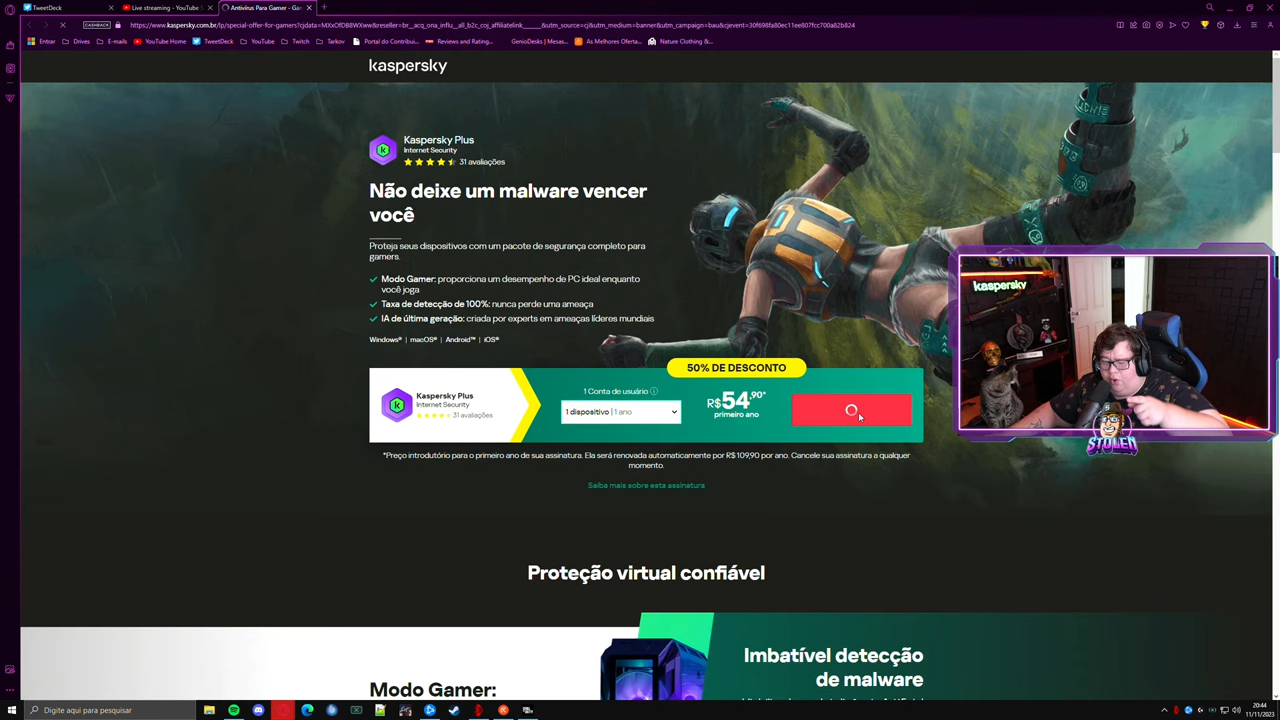 TweetDeck
Live streaming - YouTube S
Antivírus Para Gamer - Ga
CASHBACK
Entrar
Drives
E-mails
YouTube Home
TweetDeck
YouTube
Twitch
Tarkov
Portal do Contribui...
Reviews and Rating...
GenioDesks | Mesas...
As Melhores Oferta...
Nature Clothing &...
kaspersky
Kaspersky Plus
Internet Security
31 avaliações
Não deixe um malware vencer
você
Proteja seus dispositivos com um pacote de segurança completo para
gamers.
Modo Gamer: proporciona um desempenho de PC ideal enquanto
você joga
Taxa de detecção de 100%: nunca perde uma ameaça
IA de última geração: criada por experts em ameaças líderes mundiais
Windows® | macOS® | Android™ | iOS®
kaspersky
50% DE DESCONTO
Kaspersky Plus
Internet Security
31 avaliações
1 Conta de usuário
1 dispositivo | 1 ano
R$54,90*
primeiro ano
STOLEN
*Preço introdutório para o primeiro ano de sua assinatura. Ela será renovada automaticamente por R$ 109,90 por ano. Cancele sua assinatura a qualquer
momento.
Saiba mais sobre esta assinatura
Proteção virtual confiável
Imbatível detecção
de malware
Modo Gamer:
Digite aqui para pesquisar
20:44
11/11/2023